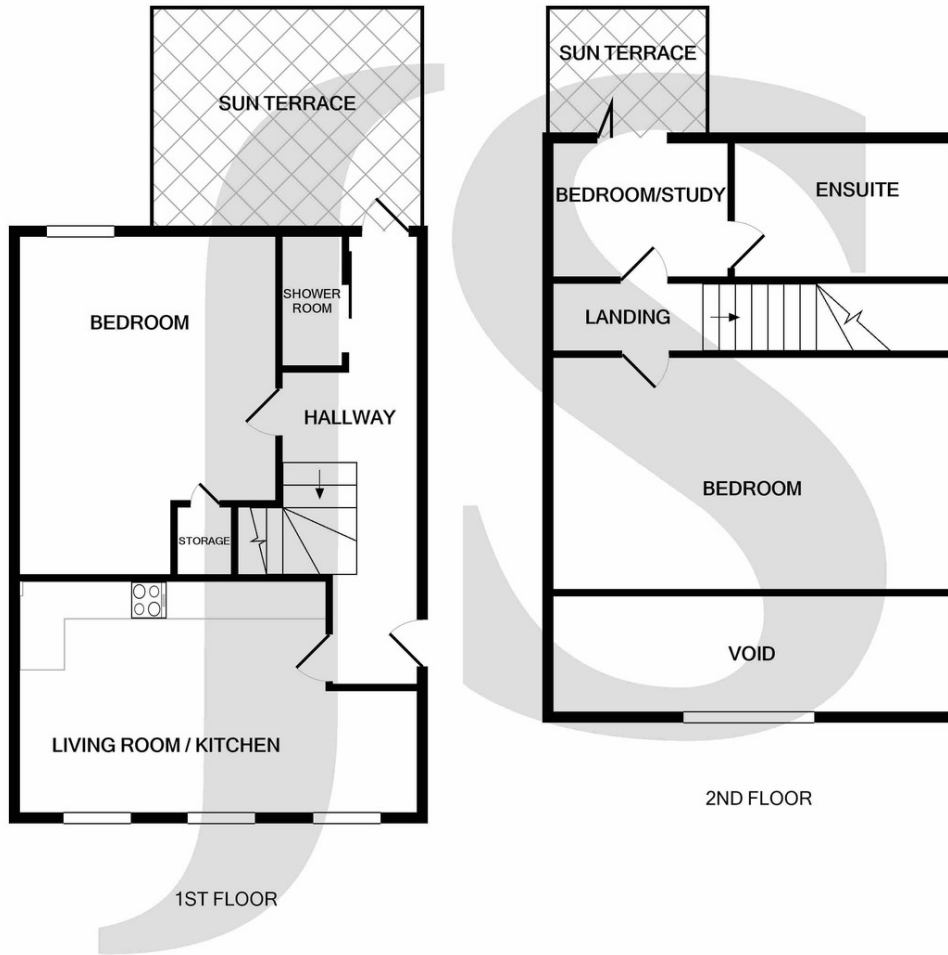 SUN TERRACE
BEDROOM
SHOWER
ROOM
HALLWAY
STORAGE
LIVING ROOM / KITCHEN
1ST FLOOR
SUN TERRACE
BEDROOM/STUDY
ENSUITE
LANDING
BEDROOM
VOID
2ND FLOOR
JS